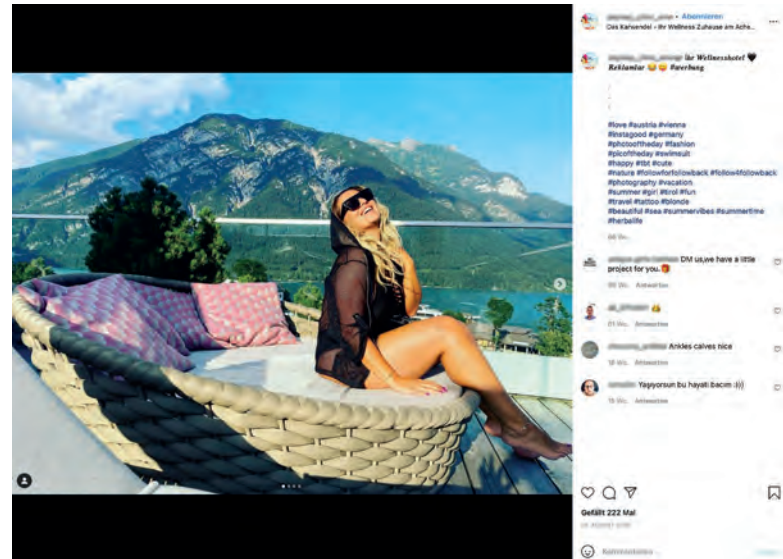 • Abonnieren
Das Karwendel - Ihr Wellness Zuhause am Ache...
Ihr Wellnesshotel 🖤
Reklamlar 😂 😜 #werbung
.
.
.
#love #austria #vienna
#instagood #germany
#photooftheday #fashion
#picoftheday #swimsuit
#happy #tbt #cute
#nature #followforfollowback #follow4followback
#photography #vacation
#summer #girl #tirol #fun
#travel #tattoo #blonde
#beautiful #sea #summervibes #summertime
#herbalife
DM us,we have a little
project for you.🎁
Antworten
Antworten
Ankles calves nice
Antworten
Yaşıyorsun bu hayati bacım :)))
Antworten
Gefällt 222 Mal